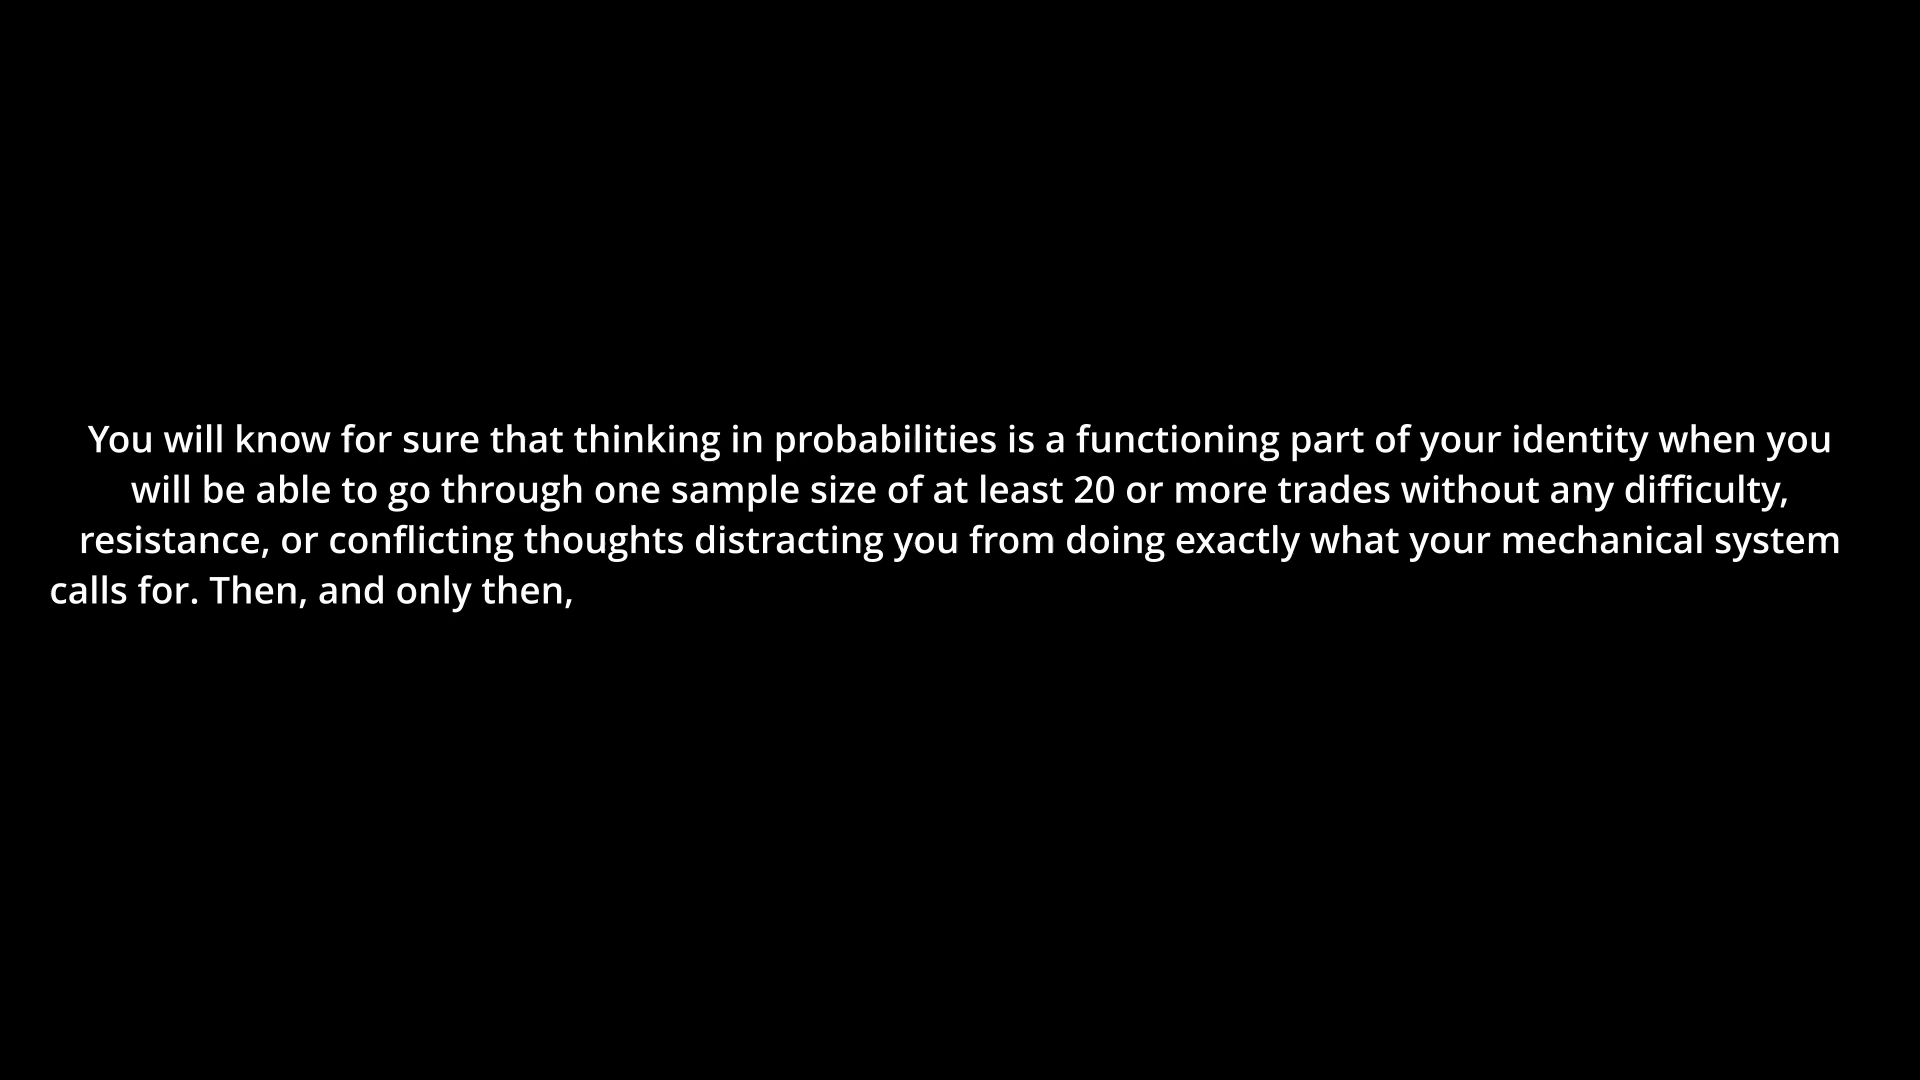 You will know for sure that thinking in probabilities is a functioning part of your identity when you
will be able to go through one sample size of at least 20 or more trades without any difficulty,
resistance, or conflicting thoughts distracting you from doing exactly what your mechanical system
calls for. Then, and only then,